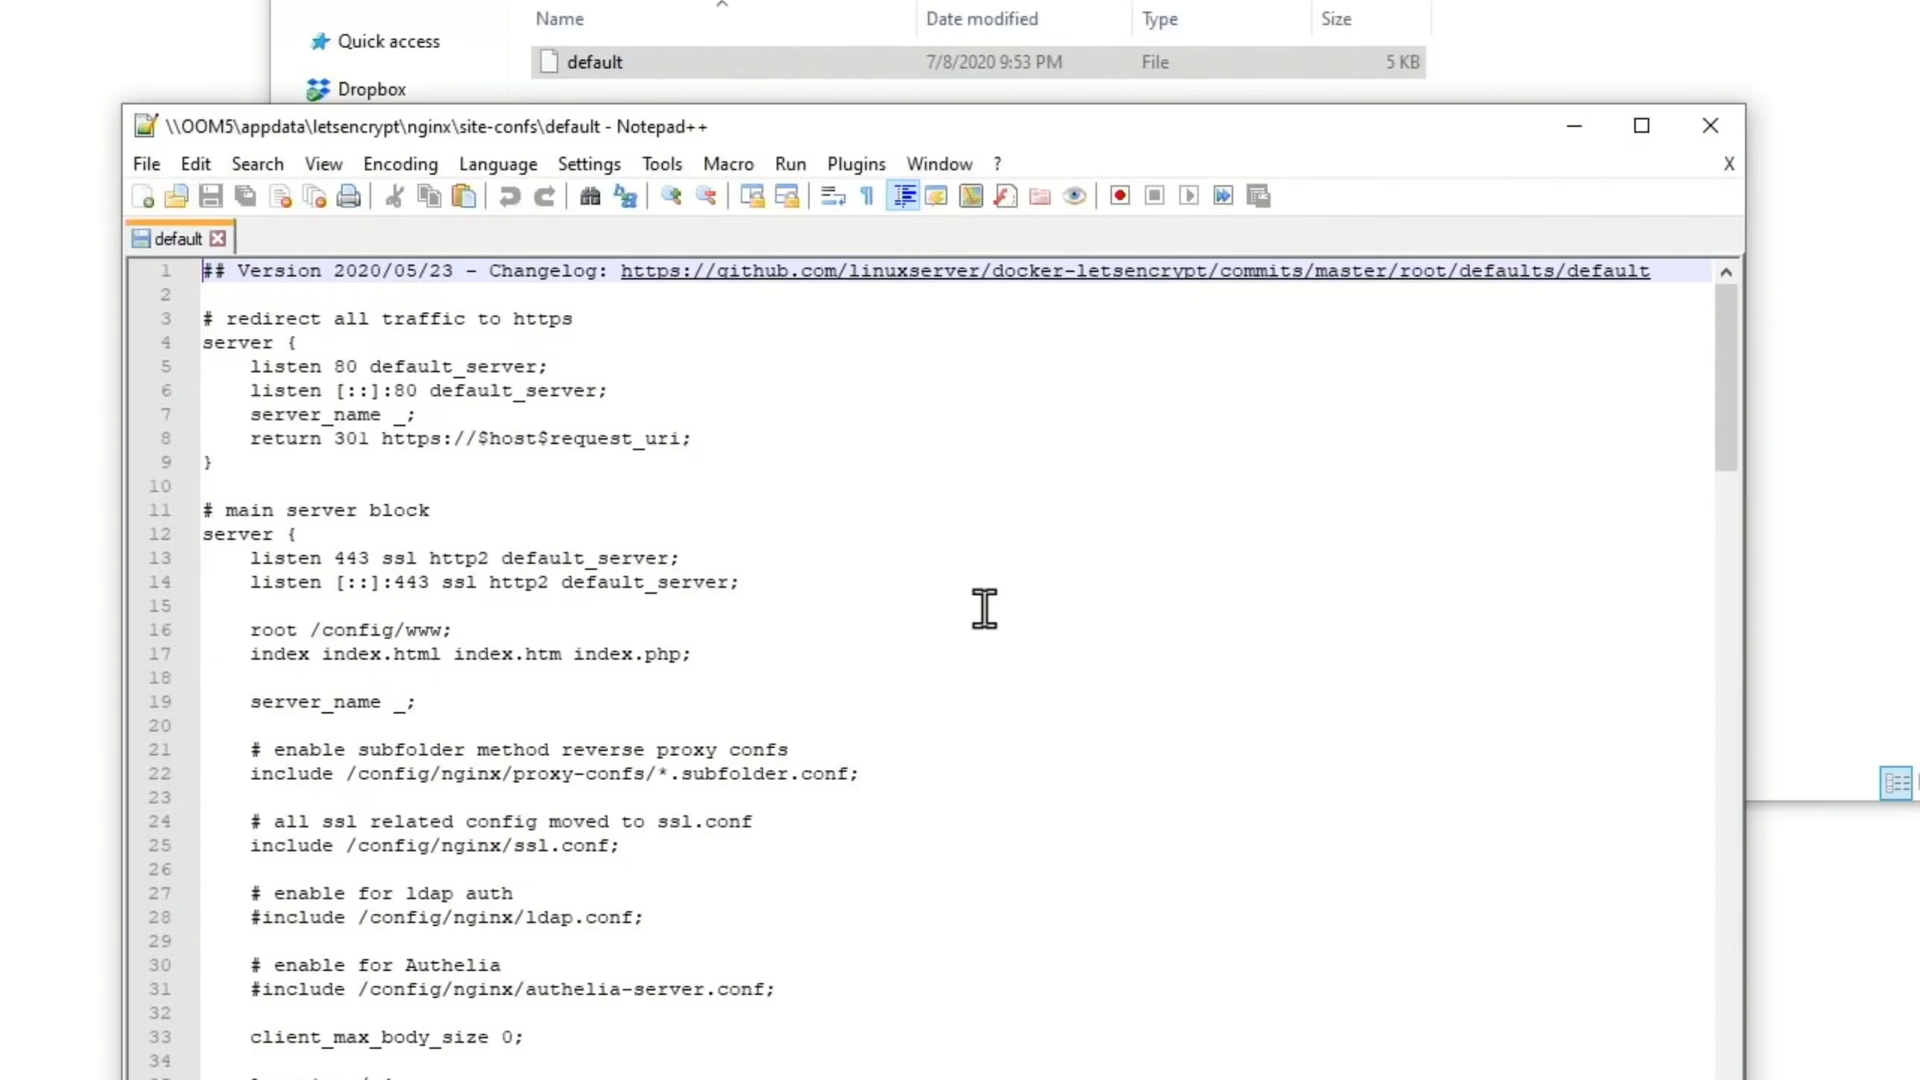 Name Date modified Type Size
Quick access
default 7/8/2020 9:53 PM File 5 KB
Dropbox
\\OOM5\appdata\letsencrypt\nginx\site-confs\default - Notepad++
File Edit Search View Encoding Language Settings Tools Macro Run Plugins Window ? X
default
1 ## Version 2020/05/23 - Changelog: https://github.com/linuxserver/docker-letsencrypt/commits/master/root/defaults/default
2
3 # redirect all traffic to https
4 server {
5 listen 80 default_server;
6 listen [::]:80 default_server;
7 server_name _;
8 return 301 https://$host$request_uri;
9 }
10
11 # main server block
12 server {
13 listen 443 ssl http2 default_server;
14 listen [::]:443 ssl http2 default_server;
15
16 root /config/www;
17 index index.html index.htm index.php;
18
19 server_name _;
20
21 # enable subfolder method reverse proxy confs
22 include /config/nginx/proxy-confs/*.subfolder.conf;
23
24 # all ssl related config moved to ssl.conf
25 include /config/nginx/ssl.conf;
26
27 # enable for ldap auth
28 #include /config/nginx/ldap.conf;
29
30 # enable for Authelia
31 #include /config/nginx/authelia-server.conf;
32
33 client_max_body_size 0;
34